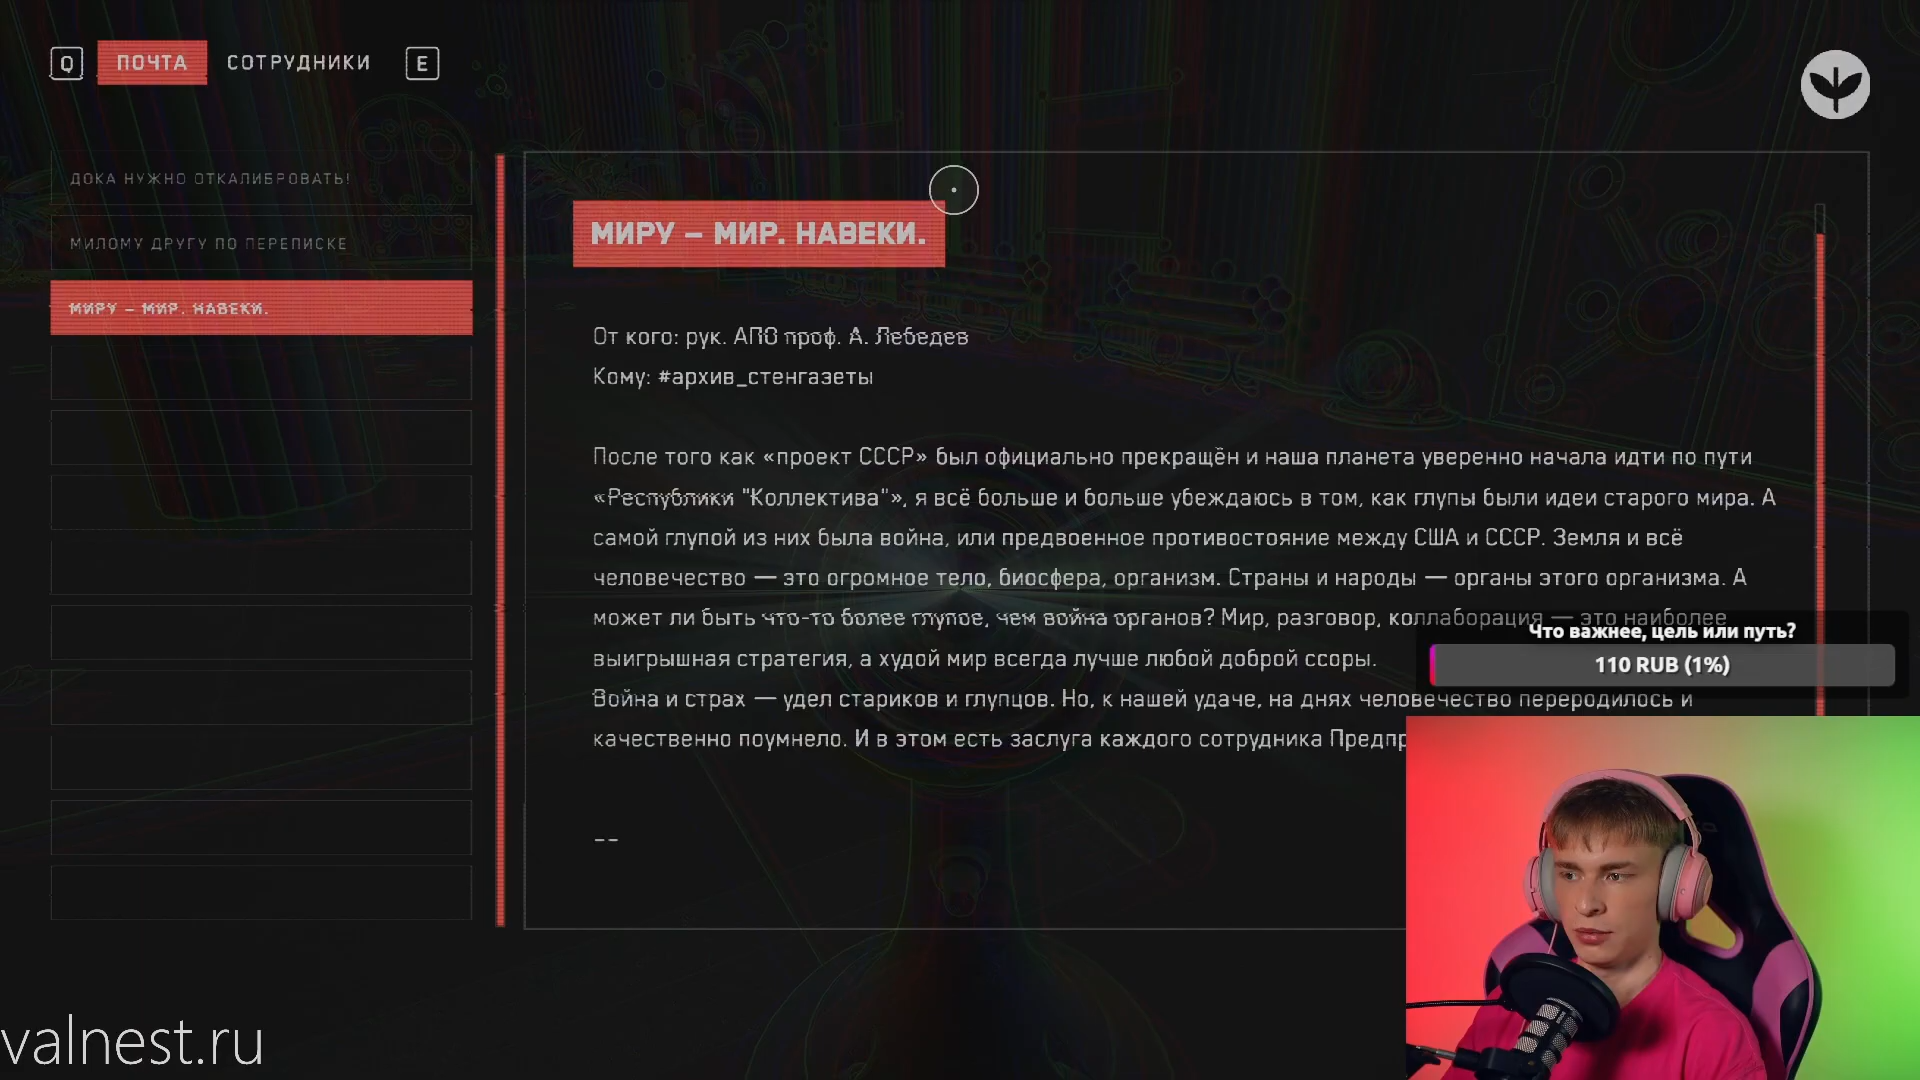 Q ПОЧТА СОТРУДНИКИ E
ДОКА НУЖНО ОТКАЛИБРОВАТЬ!
МИЛОМУ ДРУГУ ПО ПЕРЕПИСКЕ
МИРУ – МИР. НАВЕКИ.
МИРУ – МИР. НАВЕКИ.
От кого: рук. АПО проф. А. Лебедев
Кому: #архив_стенгазеты
После того как «проект СССР» был официально прекращён и наша планета уверенно начала идти по пути
«Республики "Коллектива"», я всё больше и больше убеждаюсь в том, как глупы были идеи старого мира. А
самой глупой из них была война, или предвоенное противостояние между США и СССР. Земля и всё
человечество — это огромное тело, биосфера, организм. Страны и народы — органы этого организма. А
может ли быть что-то более глупое, чем война органов? Мир, разговор, коллаборация — это наиболее
выигрышная стратегия, а худой мир всегда лучше любой доброй ссоры.
Война и страх — удел стариков и глупцов. Но, к нашей удаче, на днях человечество переродилось и
качественно поумнело. И в этом есть заслуга каждого сотрудника Предпр
--
Что важнее, цель или путь?
110 RUB (1%)
valnest.ru